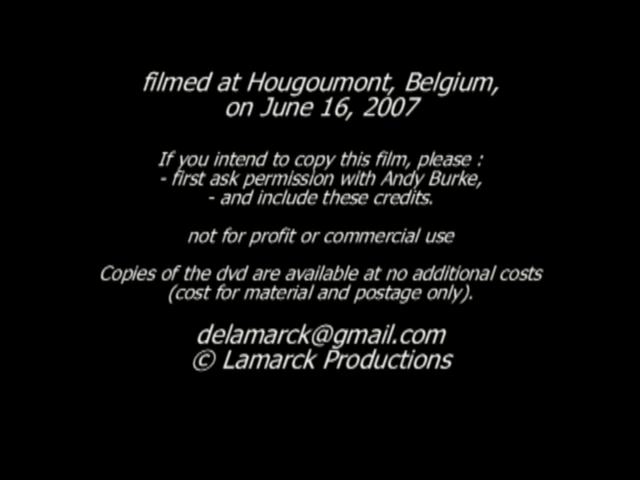 filmed at Hougoumont, Belgium,
on June 16, 2007
If you intend to copy this film, please :
- first ask permission with Andy Burke,
- and include these credits.
not for profit or commercial use
Copies of the dvd are available at no additional costs
(cost for material and postage only).
delamarck@gmail.com
© Lamarck Productions